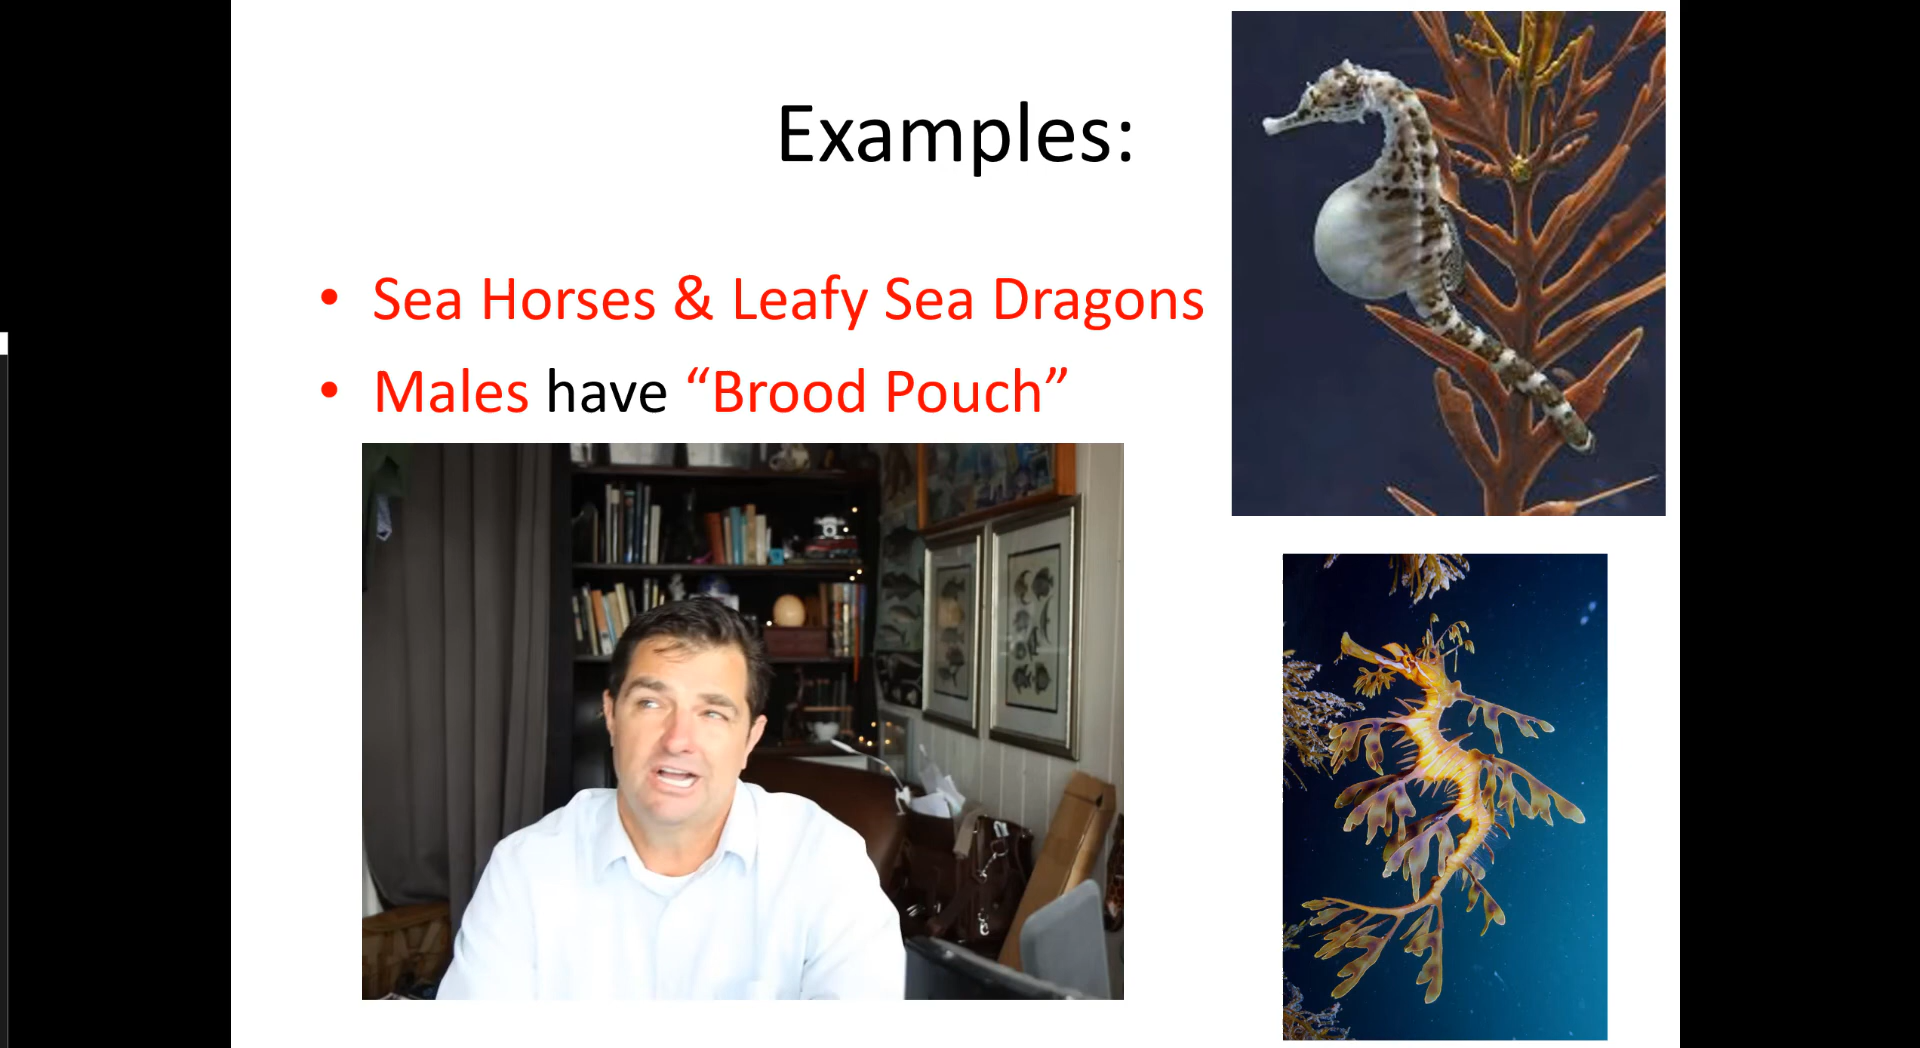 Examples:
• Sea Horses & Leafy Sea Dragons
• Males have “Brood Pouch”